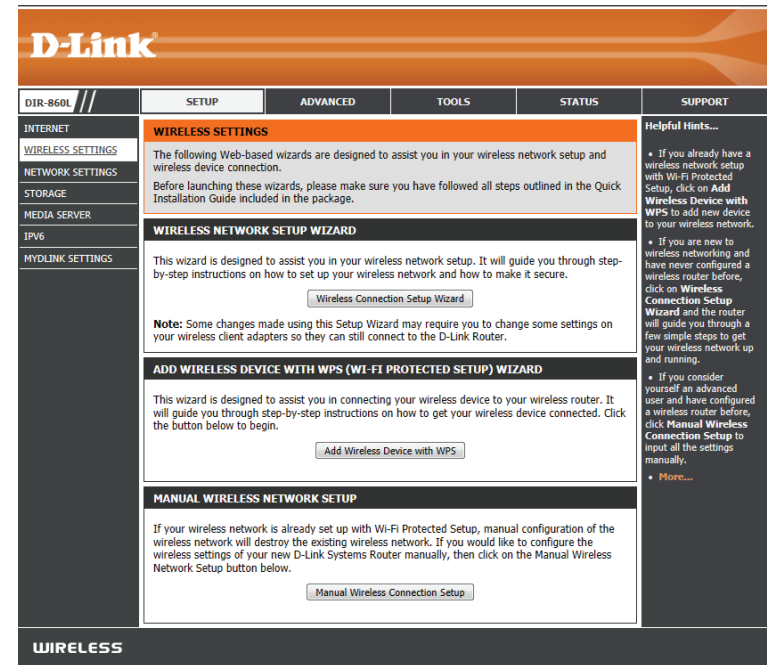 D-Link
DIR-860L
SETUP
ADVANCED
TOOLS
STATUS
SUPPORT
INTERNET
WIRELESS SETTINGS
NETWORK SETTINGS
STORAGE
MEDIA SERVER
IPV6
MYDLINK SETTINGS
WIRELESS SETTINGS
The following Web-based wizards are designed to assist you in your wireless network setup and
wireless device connection.
Before launching these wizards, please make sure you have followed all steps outlined in the Quick
Installation Guide included in the package.
WIRELESS NETWORK SETUP WIZARD
This wizard is designed to assist you in your wireless network setup. It will guide you through step-
by-step instructions on how to set up your wireless network and how to make it secure.
Wireless Connection Setup Wizard
Note: Some changes made using this Setup Wizard may require you to change some settings on
your wireless client adapters so they can still connect to the D-Link Router.
ADD WIRELESS DEVICE WITH WPS (WI-FI PROTECTED SETUP) WIZARD
This wizard is designed to assist you in connecting your wireless device to your wireless router. It
will guide you through step-by-step instructions on how to get your wireless device connected. Click
the button below to begin.
Add Wireless Device with WPS
MANUAL WIRELESS NETWORK SETUP
If your wireless network is already set up with Wi-Fi Protected Setup, manual configuration of the
wireless network will destroy the existing wireless network. If you would like to configure the
wireless settings of your new D-Link Systems Router manually, then click on the Manual Wireless
Network Setup button below.
Manual Wireless Connection Setup
Helpful Hints...
• If you already have a
wireless network setup
with Wi-Fi Protected
Setup, click on Add
Wireless Device with
WPS to add new device
to your wireless network.
• If you are new to
wireless networking and
have never configured a
wireless router before,
click on Wireless
Connection Setup
Wizard and the router
will guide you through a
few simple steps to get
your wireless network up
and running.
• If you consider
yourself an advanced
user and have configured
a wireless router before,
click Manual Wireless
Connection Setup to
input all the settings
manually.
• More...
WIRELESS